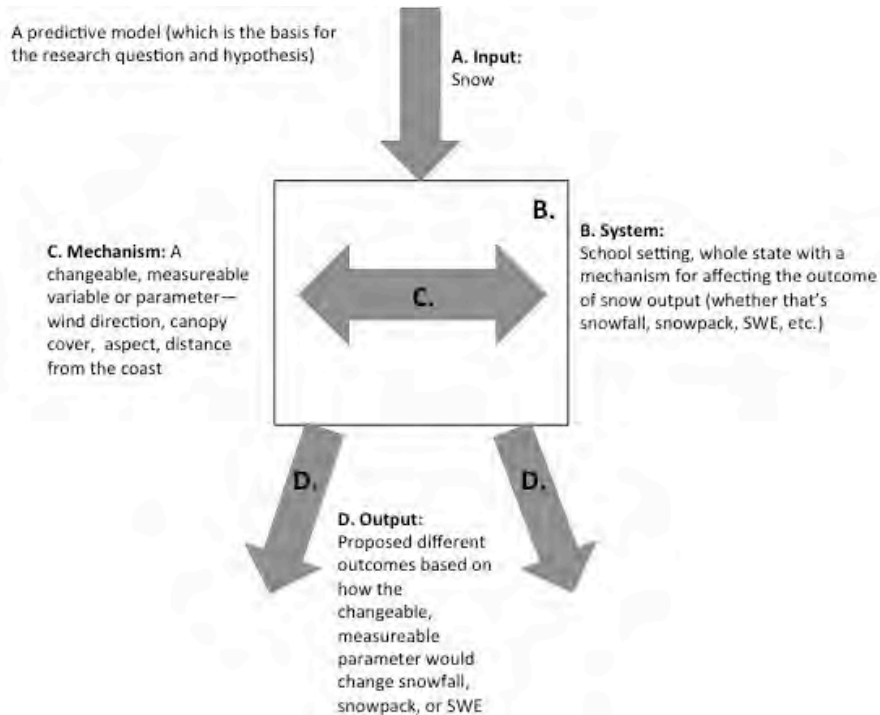 A predictive model (which is the basis for
the research question and hypothesis)
A. Input:
Snow
B.
B. System:
School setting, whole state with a
mechanism for affecting the outcome
of snow output (whether that's
snowfall, snowpack, SWE, etc.)
C. Mechanism: A
changeable, measureable
variable or parameter—
wind direction, canopy
cover, aspect, distance
from the coast
C.
D.
D.
D. Output:
Proposed different
outcomes based on
how the
changeable,
measureable
parameter would
change snowfall,
snowpack, or SWE